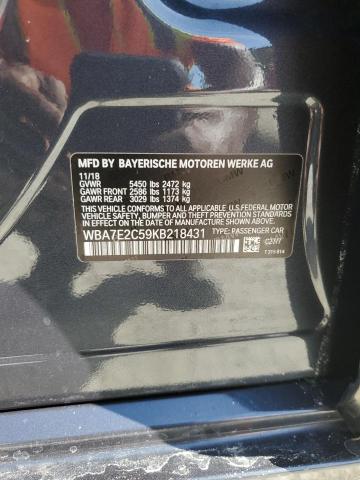 MFD BY BAYERISCHE MOTOREN WERKE AG
11/18
GVWR 5450 lbs 2472 kg
GAWR FRONT 2586 lbs 1173 kg
GAWR REAR 3029 lbs 1374 kg
THIS VEHICLE CONFORMS TO ALL
APPLICABLE U.S. FEDERAL MOTOR
VEHICLE SAFETY, BUMPER, AND THEFT
PREVENTION STANDARDS IN EFFECT ON
THE DATE OF MANUFACTURE SHOWN ABOVE.
WBA7E2C59KB218431 TYPE: PASSENGER CAR